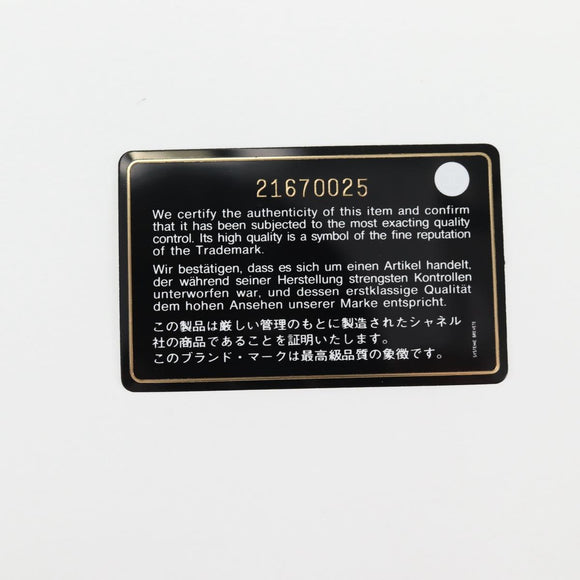 21670025
We certify the authenticity of this item and confirm
that it has been subjected to the most exacting quality
control. Its high quality is a symbol of the fine reputation
of the Trademark.
Wir bestätigen, dass es sich um einen Artikel handelt,
der während seiner Herstellung strengsten Kontrollen
unterworfen war, und dessen erstklassige Qualität
dem hohen Ansehen unserer Marke entspricht.
この製品は厳しい管理のもとに製造されたシャネル
社の商品であることを証明いたします。
このブランド・マークは最高級品質の象徴です。
SYSTEME BREVETE